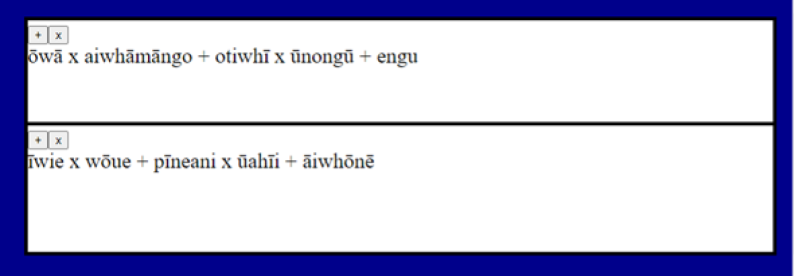 + x
ōwā x aiwhāmāngo + otiwhī x ūnongū + engu
+ x
īwie x wōue + pīneani x ūahīi + āiwhōnē